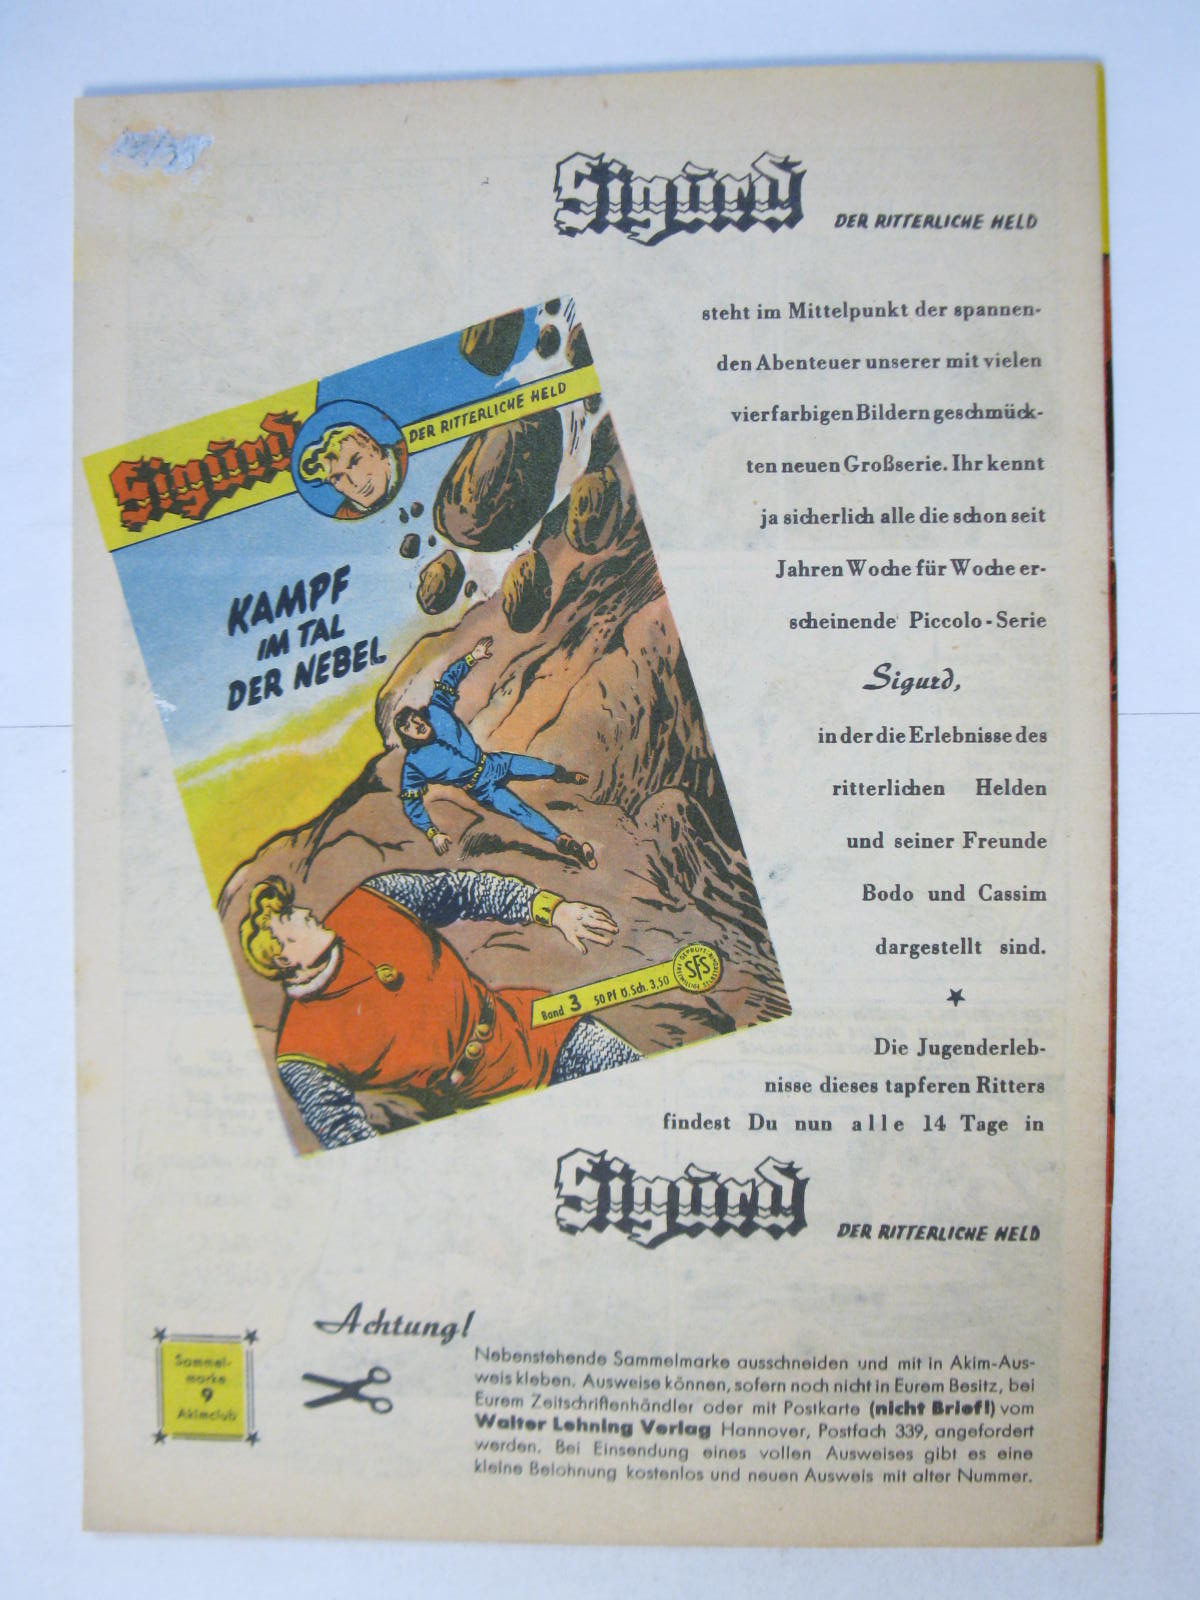 Sigurd
DER RITTERLICHE HELD
steht im Mittelpunkt der spannen-
den Abenteuer unserer mit vielen
vierfarbigen Bildern geschmück-
ten neuen Großserie. Ihr kennt
ja sicherlich alle die schon seit
Jahren Woche für Woche er-
scheinende Piccolo-Serie
Sigurd,
in der die Erlebnisse des
ritterlichen Helden
und seiner Freunde
Bodo und Cassim
dargestellt sind.
Die Jugenderleb-
nisse dieses tapferen Ritters
findest Du nun alle 14 Tage in
Sigurd
DER RITTERLICHE HELD
Sigurd
DER RITTERLICHE HELD
KAMPF
IM TAL
DER NEBEL
Band 3 50 Pf Ö.Sch. 3,50
SFS
Sammel-
marke
9
Akimclub
Achtung!
Nebenstehende Sammelmarke ausschneiden und mit in Akim-Aus-
weis kleben. Ausweise können, sofern noch nicht in Eurem Besitz, bei
Eurem Zeitschriftenhändler oder mit Postkarte (nicht Brief!) vom
Walter Lehning Verlag Hannover, Postfach 339, angefordert
werden. Bei Einsendung eines vollen Ausweises gibt es eine
kleine Belohnung kostenlos und neuen Ausweis mit alter Nummer.